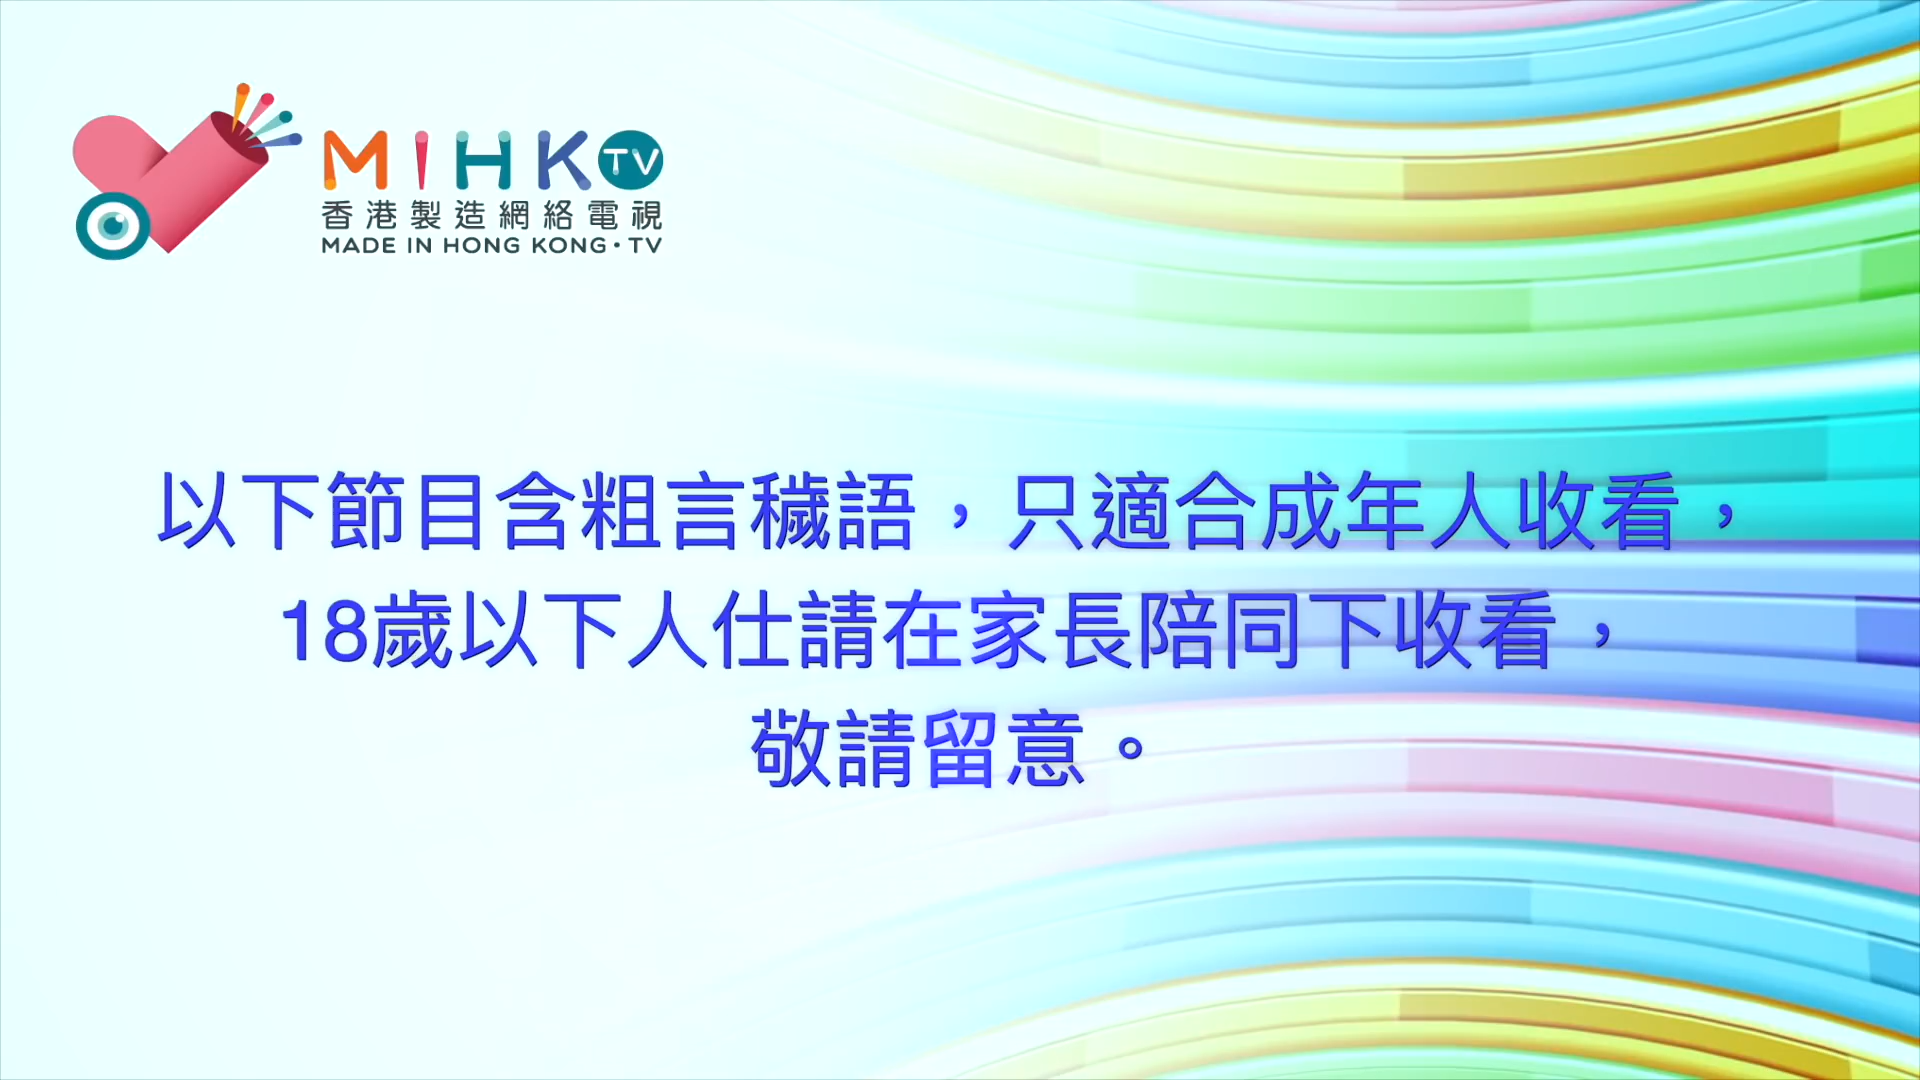 MIHK TV
香港製造網絡電視
MADE IN HONG KONG・TV
以下節目含粗言穢語，只適合成年人收看，
18歲以下人仕請在家長陪同下收看，
敬請留意。